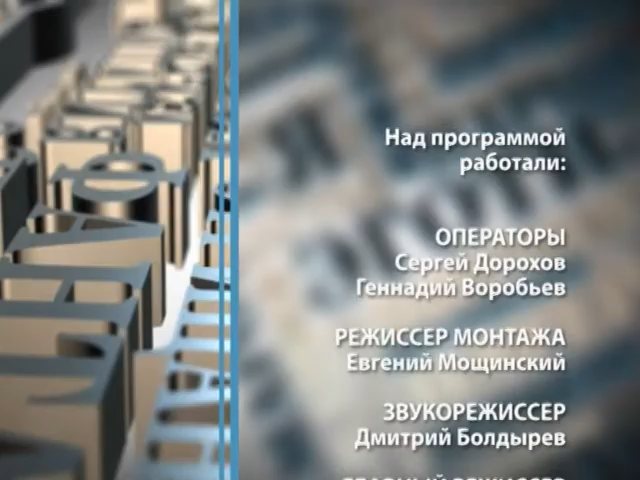 Над программой
работали:
ОПЕРАТОРЫ
Сергей Дорохов
Геннадий Воробьев
РЕЖИССЕР МОНТАЖА
Евгений Мощинский
ЗВУКОРЕЖИССЕР
Дмитрий Болдырев